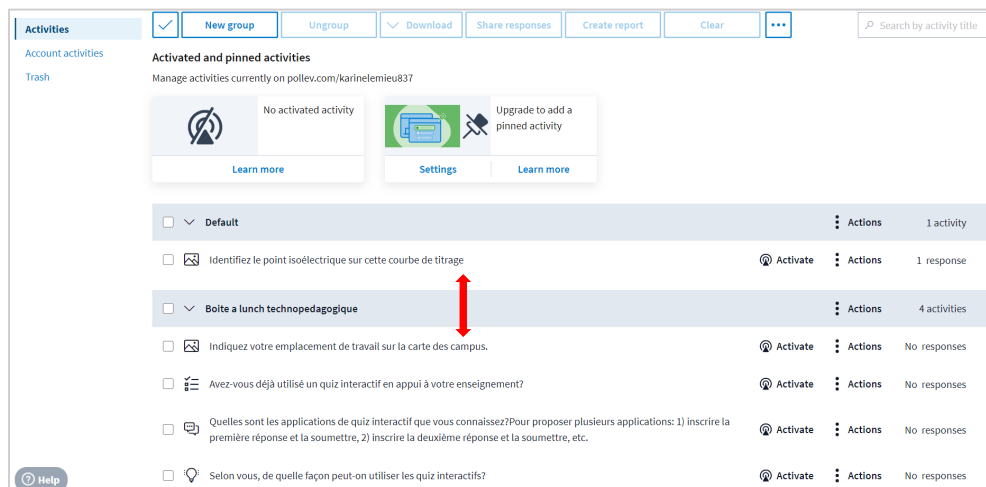 Activities
Account activities
Trash
New group
Ungroup
Download
Share responses
Create report
Clear
Search by activity title
Activated and pinned activities
Manage activities currently on pollev.com/karinelemieu837
No activated activity
Learn more
Upgrade to add a
pinned activity
Settings
Learn more
Default
Actions
1 activity
Identifiez le point isoélectrique sur cette courbe de titrage
Activate
Actions
1 response
Boite a lunch technopedagogique
Actions
4 activities
Indiquez votre emplacement de travail sur la carte des campus.
Activate
Actions
No responses
Avez-vous déjà utilisé un quiz interactif en appui à votre enseignement?
Activate
Actions
No responses
Quelles sont les applications de quiz interactif que vous connaissez?Pour proposer plusieurs applications: 1) inscrire la
première réponse et la soumettre, 2) inscrire la deuxième réponse et la soumettre, etc.
Activate
Actions
No responses
Selon vous, de quelle façon peut-on utiliser les quiz interactifs?
Activate
Actions
No responses
Help